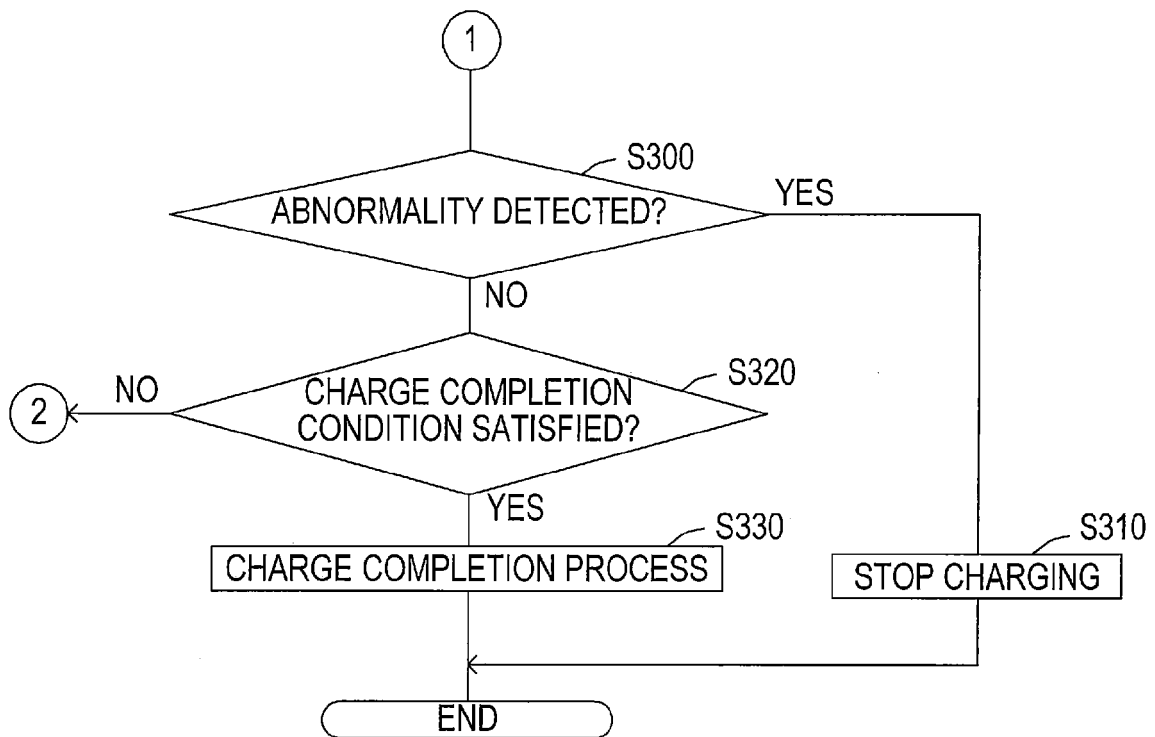 1
S300
ABNORMALITY DETECTED?
YES
NO
S320
CHARGE COMPLETION
CONDITION SATISFIED?
NO
2
YES
S330
CHARGE COMPLETION PROCESS
S310
STOP CHARGING
END